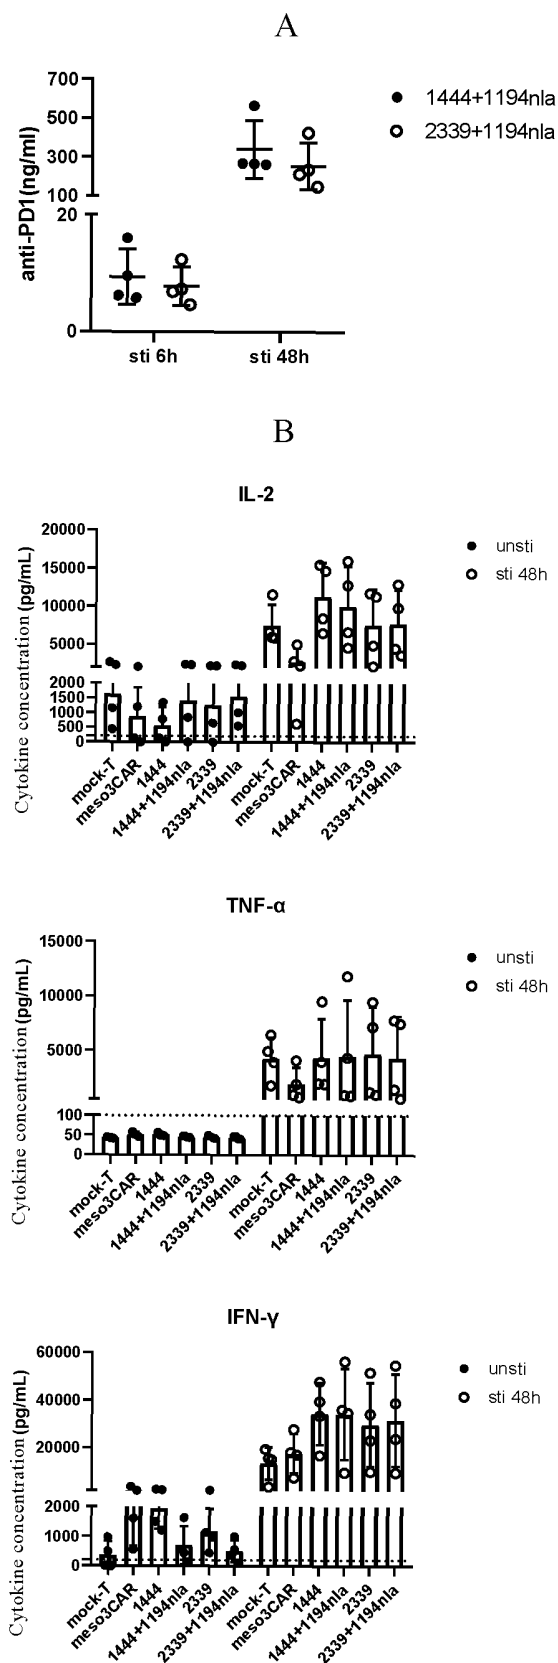 A
700
500
300
100
20
0
anti-PD1(ng/ml)
sti 6h
sti 48h
1444+1194nla
2339+1194nla
B
IL-2
20000
15000
10000
5000
2000
1500
1000
500
0
Cytokine concentration (pg/mL)
unsti
sti 48h
mock-T
meso3CAR
1444
1444+1194nla
2339
2339+1194nla
mock-T
meso3CAR
1444
1444+1194nla
2339
2339+1194nla
TNF-α
15000
10000
5000
100
50
0
Cytokine concentration (pg/mL)
unsti
sti 48h
mock-T
meso3CAR
1444
1444+1194nla
2339
2339+1194nla
mock-T
meso3CAR
1444
1444+1194nla
2339
2339+1194nla
IFN-γ
60000
40000
20000
2000
1000
0
Cytokine concentration (pg/mL)
unsti
sti 48h
mock-T
meso3CAR
1444
1444+1194nla
2339
2339+1194nla
mock-T
meso3CAR
1444
1444+1194nla
2339
2339+1194nla